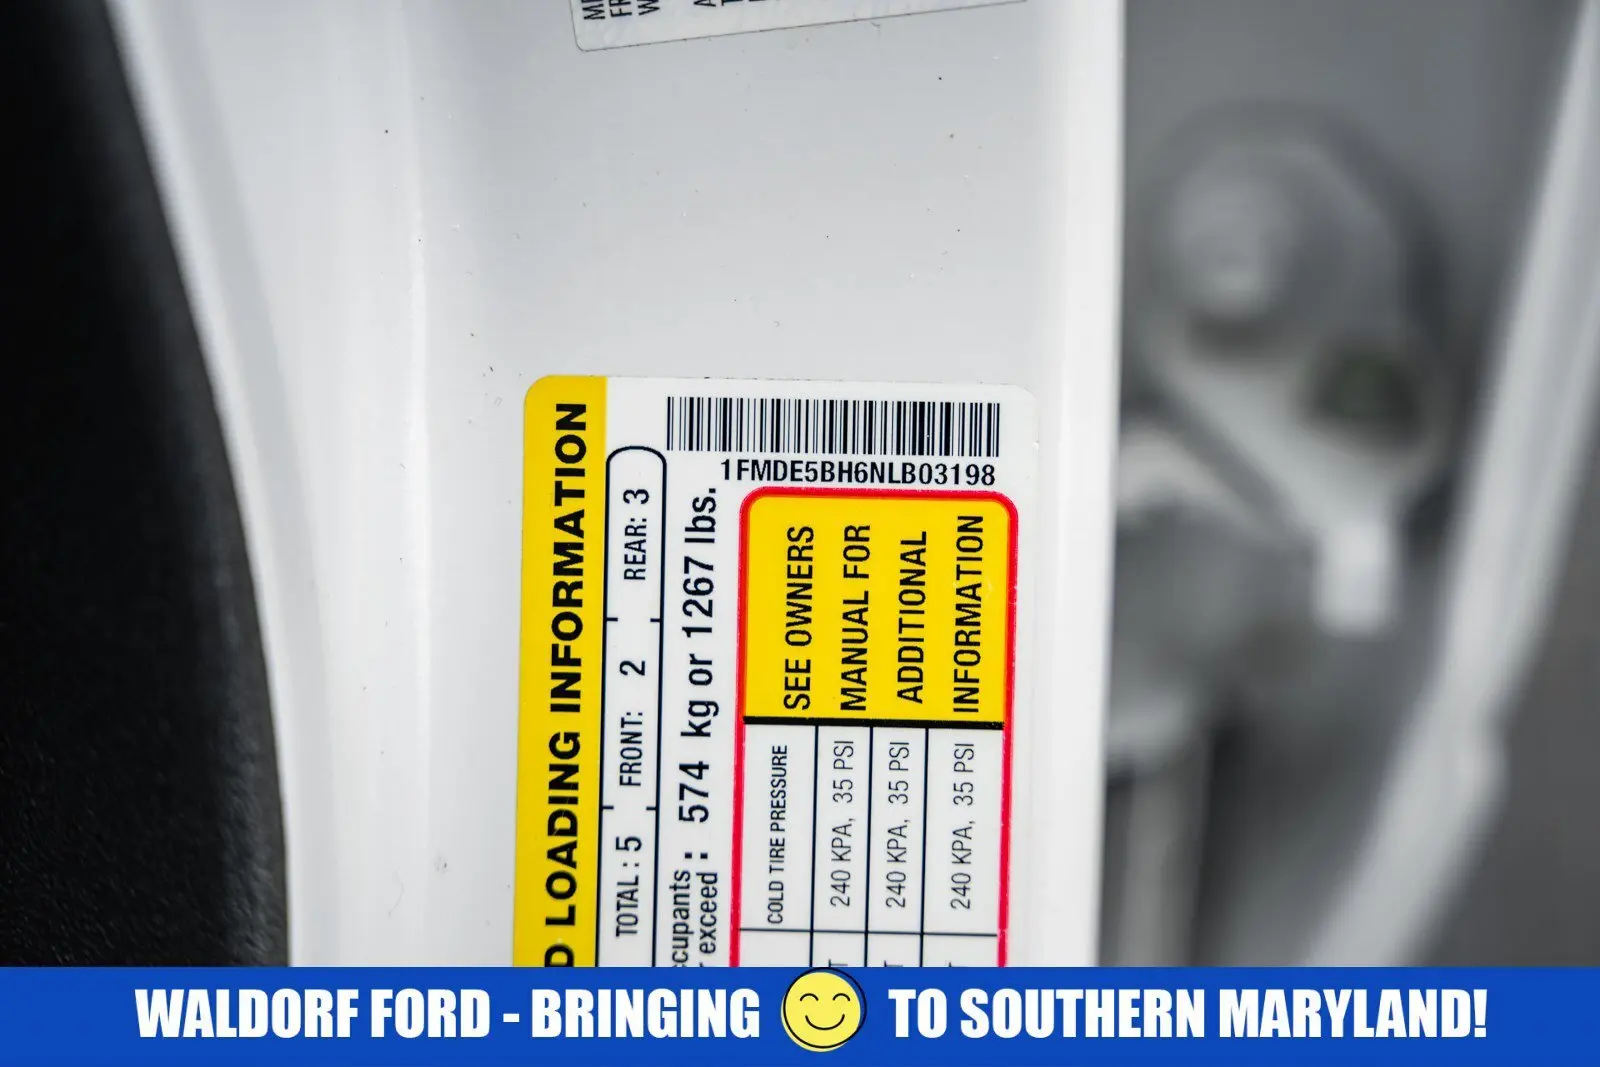 1FMDE5BH6NLB03198
LOADING INFORMATION
TOTAL : 5 FRONT: 2 REAR: 3
574 kg or 1267 lbs.
exceed :
COLD TIRE PRESSURE
240 KPA, 35 PSI
240 KPA, 35 PSI
240 KPA, 35 PSI
SEE OWNERS
MANUAL FOR
ADDITIONAL
INFORMATION
WALDORF FORD - BRINGING TO SOUTHERN MARYLAND!